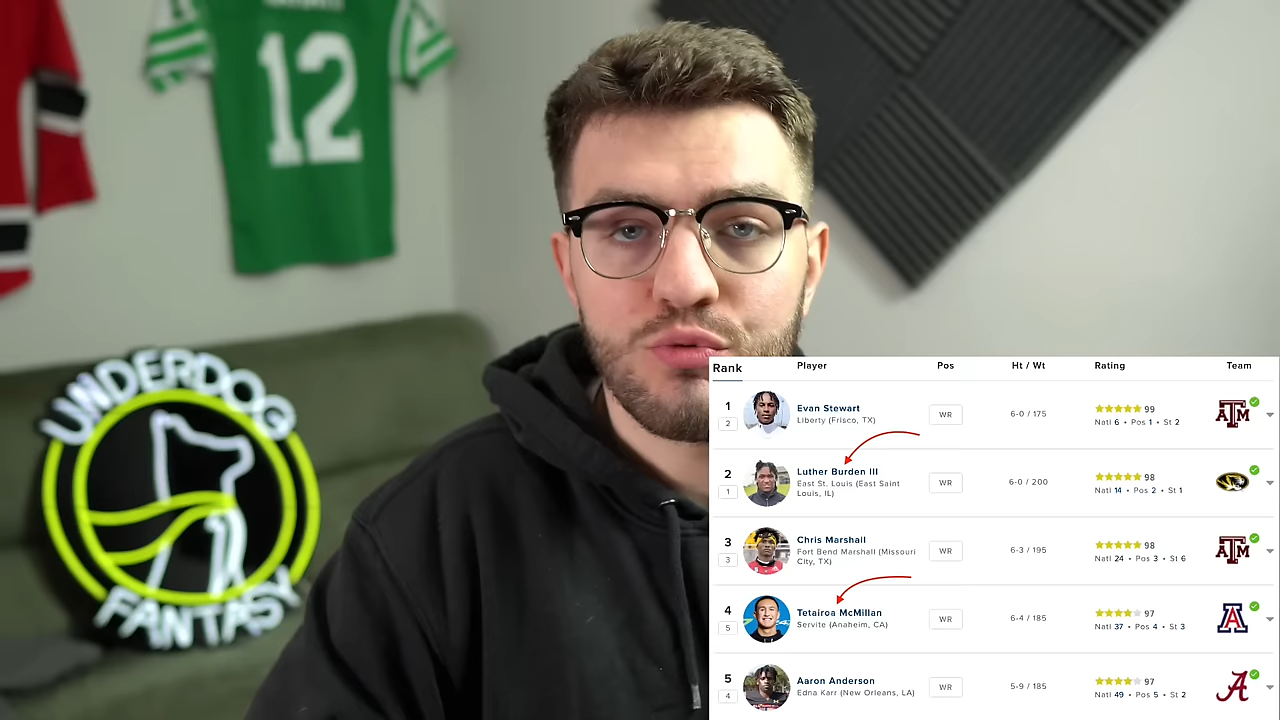 12
UNDERDOG
FANTASY
Rank Player Pos Ht / Wt Rating Team
1 Evan Stewart WR 6-0 / 175 99
2 Liberty (Frisco, TX) Natl 6 • Pos 1 • St 2
ATM
2 Luther Burden III WR 6-0 / 200 98
1 East St. Louis (East Saint Louis, IL) Natl 14 • Pos 2 • St 1
3 Chris Marshall WR 6-3 / 195 98
3 Fort Bend Marshall (Missouri City, TX) Natl 24 • Pos 3 • St 6
ATM
4 Tetairoa McMillan WR 6-4 / 185 97
5 Servite (Anaheim, CA) Natl 37 • Pos 4 • St 3
A
5 Aaron Anderson WR 5-9 / 185 97
4 Edna Karr (New Orleans, LA) Natl 49 • Pos 5 • St 2
A